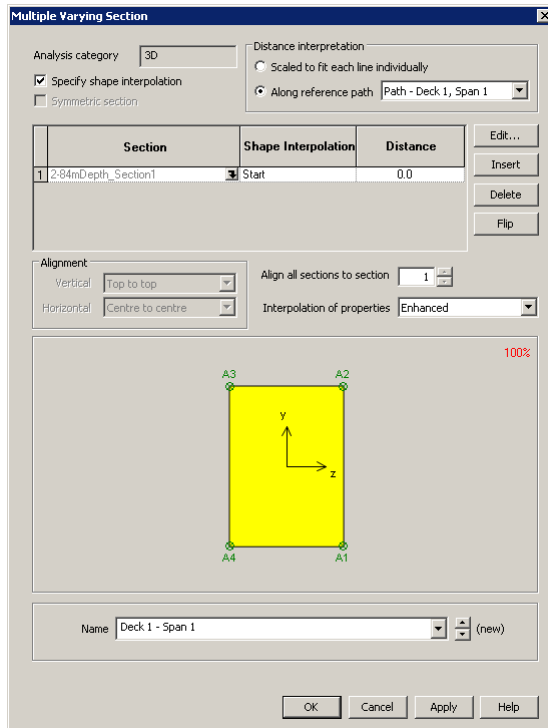 Multiple Varying Section
Analysis category 3D
Specify shape interpolation
Symmetric section
Distance interpretation
Scaled to fit each line individually
Along reference path Path - Deck 1, Span 1
Section Shape Interpolation Distance
1 2-84mDepth_Section1 Start 0.0
Edit...
Insert
Delete
Flip
Alignment
Vertical Top to top
Horizontal Centre to centre
Align all sections to section 1
Interpolation of properties Enhanced
100%
A3 A2
y
z
A4 A1
Name Deck 1 - Span 1 (new)
OK Cancel Apply Help